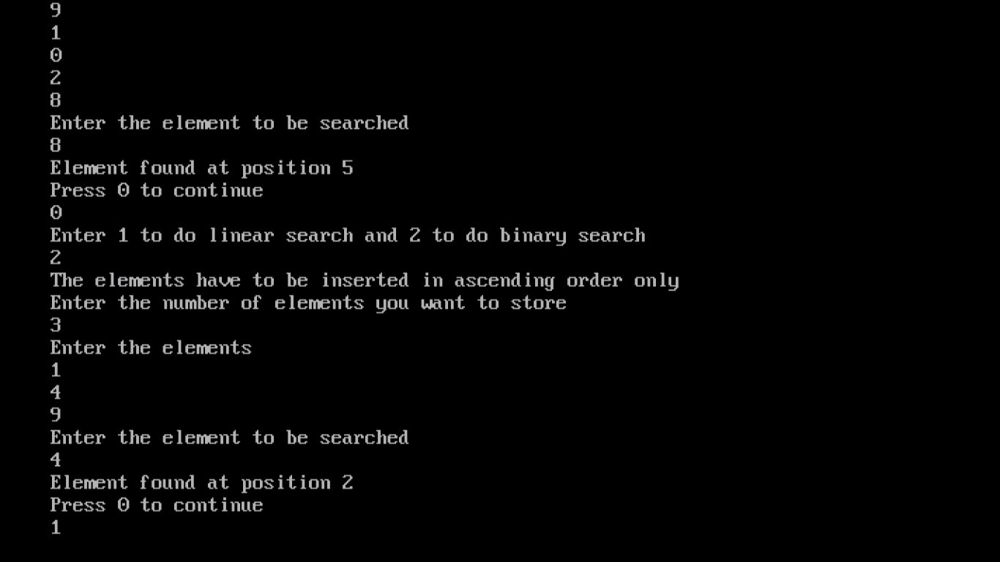 9
1
0
2
8
Enter the element to be searched
8
Element found at position 5
Press 0 to continue
0
Enter 1 to do linear search and 2 to do binary search
2
The elements have to be inserted in ascending order only
Enter the number of elements you want to store
3
Enter the elements
1
4
9
Enter the element to be searched
4
Element found at position 2
Press 0 to continue
1